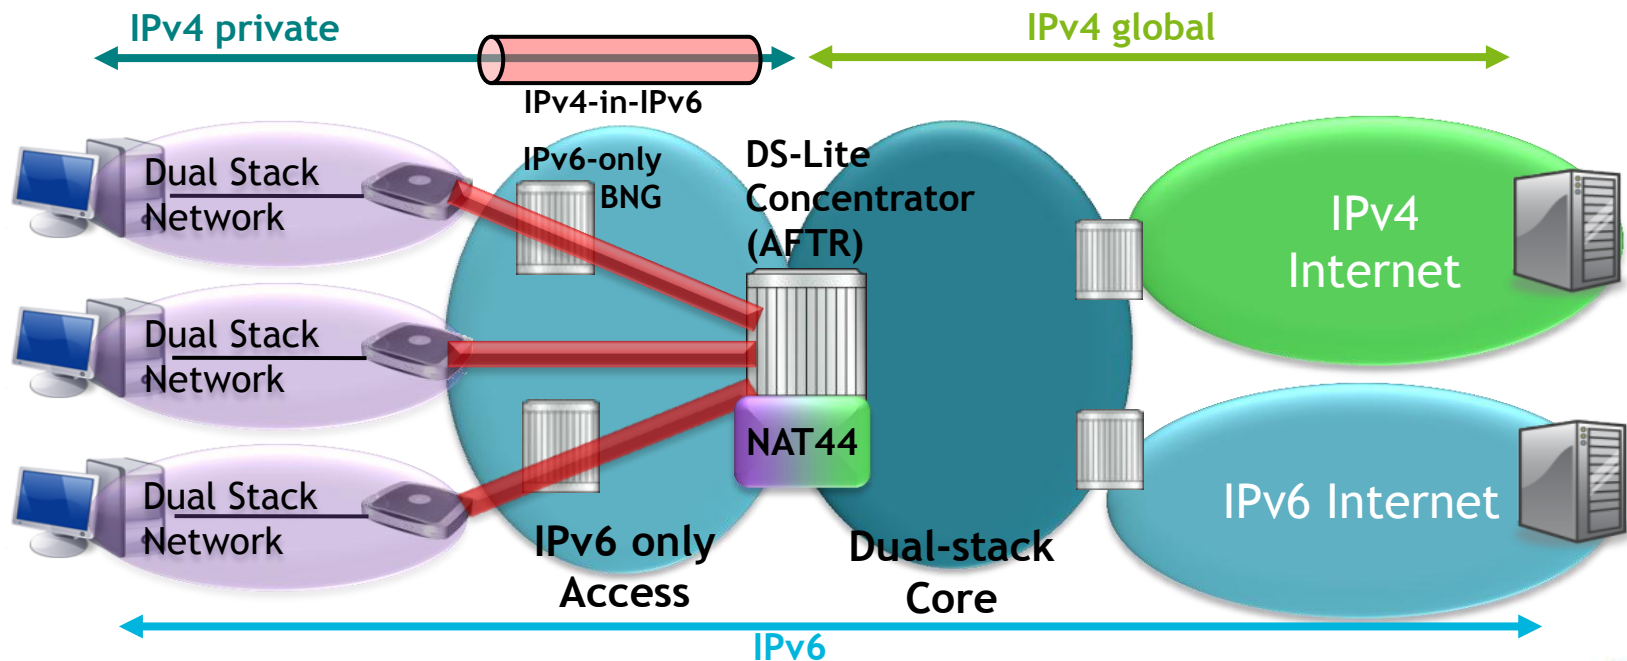 IPv4 private
IPv4 global
IPv4-in-IPv6
Dual Stack
Network
IPv6-only
BNG
DS-Lite
Concentrator
(AFTR)
IPv4
Internet
Dual Stack
Network
Dual Stack
Network
NAT44
IPv6 Internet
IPv6 only
Access
Dual-stack
Core
IPv6